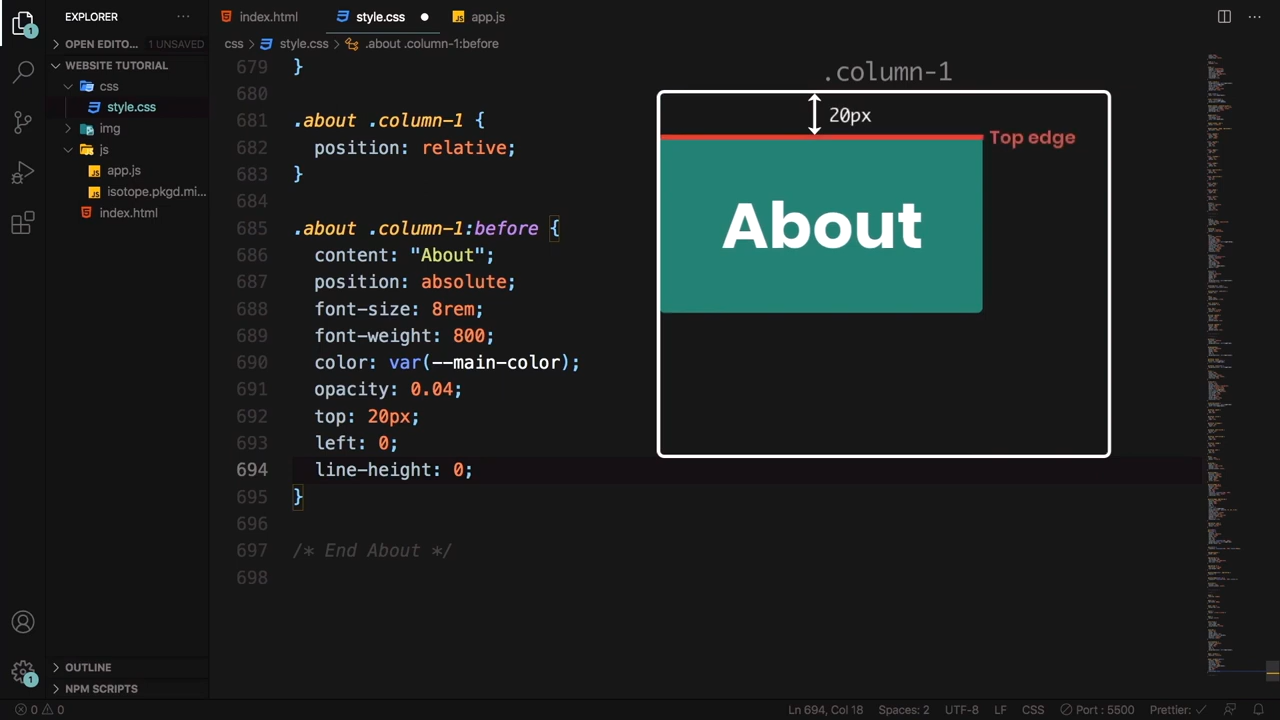 EXPLORER
index.html
style.css
app.js
OPEN EDITO... 1 UNSAVED
WEBSITE TUTORIAL
css
style.css
img
js
app.js
isotope.pkgd.mi...
index.html
OUTLINE
NPM SCRIPTS
1
1
css > style.css > .about .column-1:before
679 }
680
681 .about .column-1 {
682 position: relative;
683 }
684
685 .about .column-1:before {
686 content: "About";
687 position: absolute;
688 font-size: 8rem;
689 font-weight: 800;
690 color: var(--main-color);
691 opacity: 0.04;
692 top: 20px;
693 left: 0;
694 line-height: 0;
695 }
696
697 /* End About */
698
.column-1
20px
Top edge
About
0 0 Ln 694, Col 18 Spaces: 2 UTF-8 LF CSS Port : 5500 Prettier: ✓